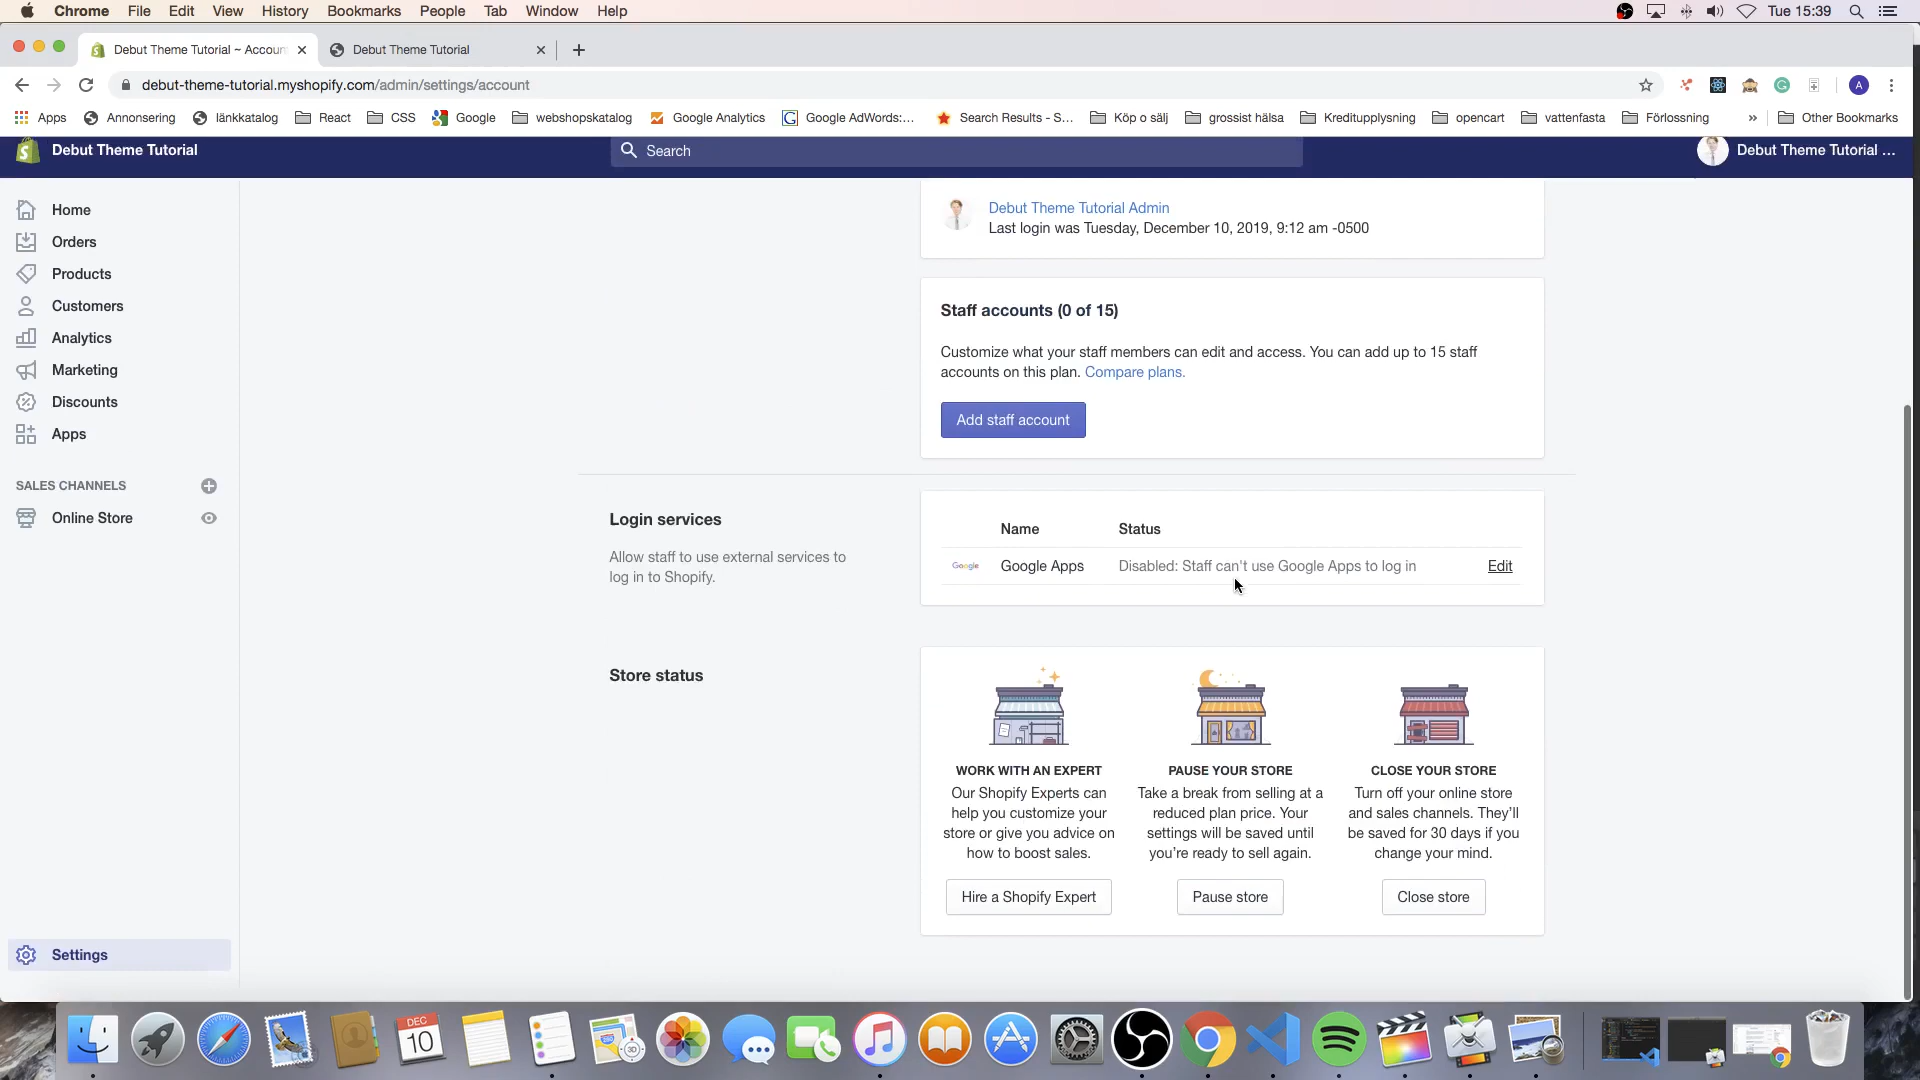 Chrome File Edit View History Bookmarks People Tab Window Help Tue 15:39
Debut Theme Tutorial ~ Accoun Debut Theme Tutorial
debut-theme-tutorial.myshopify.com/admin/settings/account A
Apps Annonsering länkkatalog React CSS Google webshopskatalog Google Analytics Google AdWords:... Search Results - S... Köp o sälj grossist hälsa Kreditupplysning opencart vattenfasta Förlossning » Other Bookmarks
Debut Theme Tutorial Search Debut Theme Tutorial ...
Home
Orders
Products
Customers
Analytics
Marketing
Discounts
Apps
SALES CHANNELS
Online Store
Settings
Debut Theme Tutorial Admin
Last login was Tuesday, December 10, 2019, 9:12 am -0500
Staff accounts (0 of 15)
Customize what your staff members can edit and access. You can add up to 15 staff
accounts on this plan. Compare plans.
Add staff account
Login services
Allow staff to use external services to
log in to Shopify.
Name Status
Google Google Apps Disabled: Staff can't use Google Apps to log in Edit
Store status
WORK WITH AN EXPERT
Our Shopify Experts can
help you customize your
store or give you advice on
how to boost sales.
Hire a Shopify Expert
PAUSE YOUR STORE
Take a break from selling at a
reduced plan price. Your
settings will be saved until
you're ready to sell again.
Pause store
CLOSE YOUR STORE
Turn off your online store
and sales channels. They'll
be saved for 30 days if you
change your mind.
Close store
DEC
10